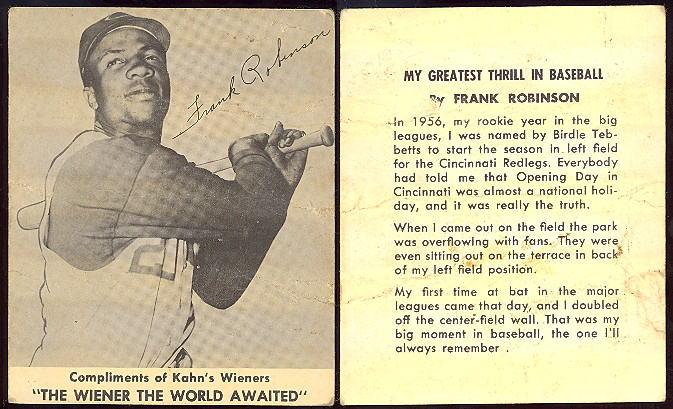 Frank Robinson
Compliments of Kahn's Wieners
"THE WIENER THE WORLD AWAITED"
MY GREATEST THRILL IN BASEBALL
By FRANK ROBINSON
In 1956, my rookie year in the big
leagues, I was named by Birdie Teb-
betts to start the season in left field
for the Cincinnati Redlegs. Everybody
had told me that Opening Day in
Cincinnati was almost a national holi-
day, and it was really the truth.
When I came out on the field the park
was overflowing with fans. They were
even sitting out on the terrace in back
of my left field position.
My first time at bat in the major
leagues came that day, and I doubled
off the center-field wall. That was my
big moment in baseball, the one I'll
always remember .